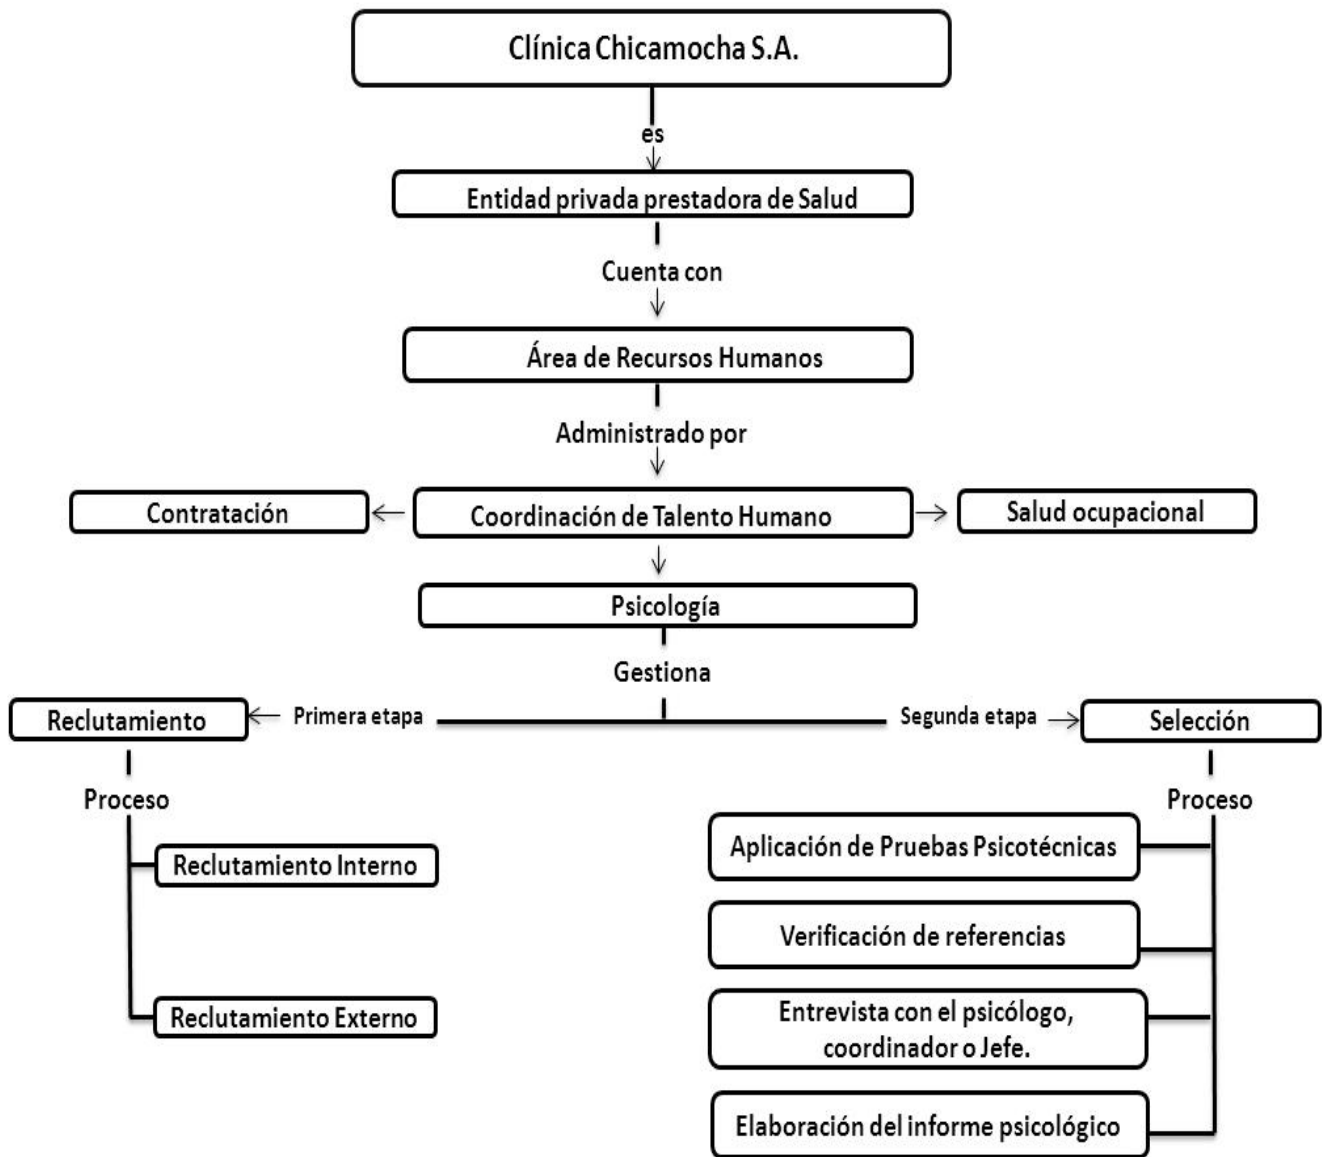 Clínica Chicamocha S.A.
es
Entidad privada prestadora de Salud
Cuenta con
Área de Recursos Humanos
Administrado por
Contratación
Coordinación de Talento Humano
Salud ocupacional
Psicología
Gestiona
Reclutamiento
Primera etapa
Segunda etapa
Selección
Proceso
Reclutamiento Interno
Reclutamiento Externo
Proceso
Aplicación de Pruebas Psicotécnicas
Verificación de referencias
Entrevista con el psicólogo,
coordinador o Jefe.
Elaboración del informe psicológico